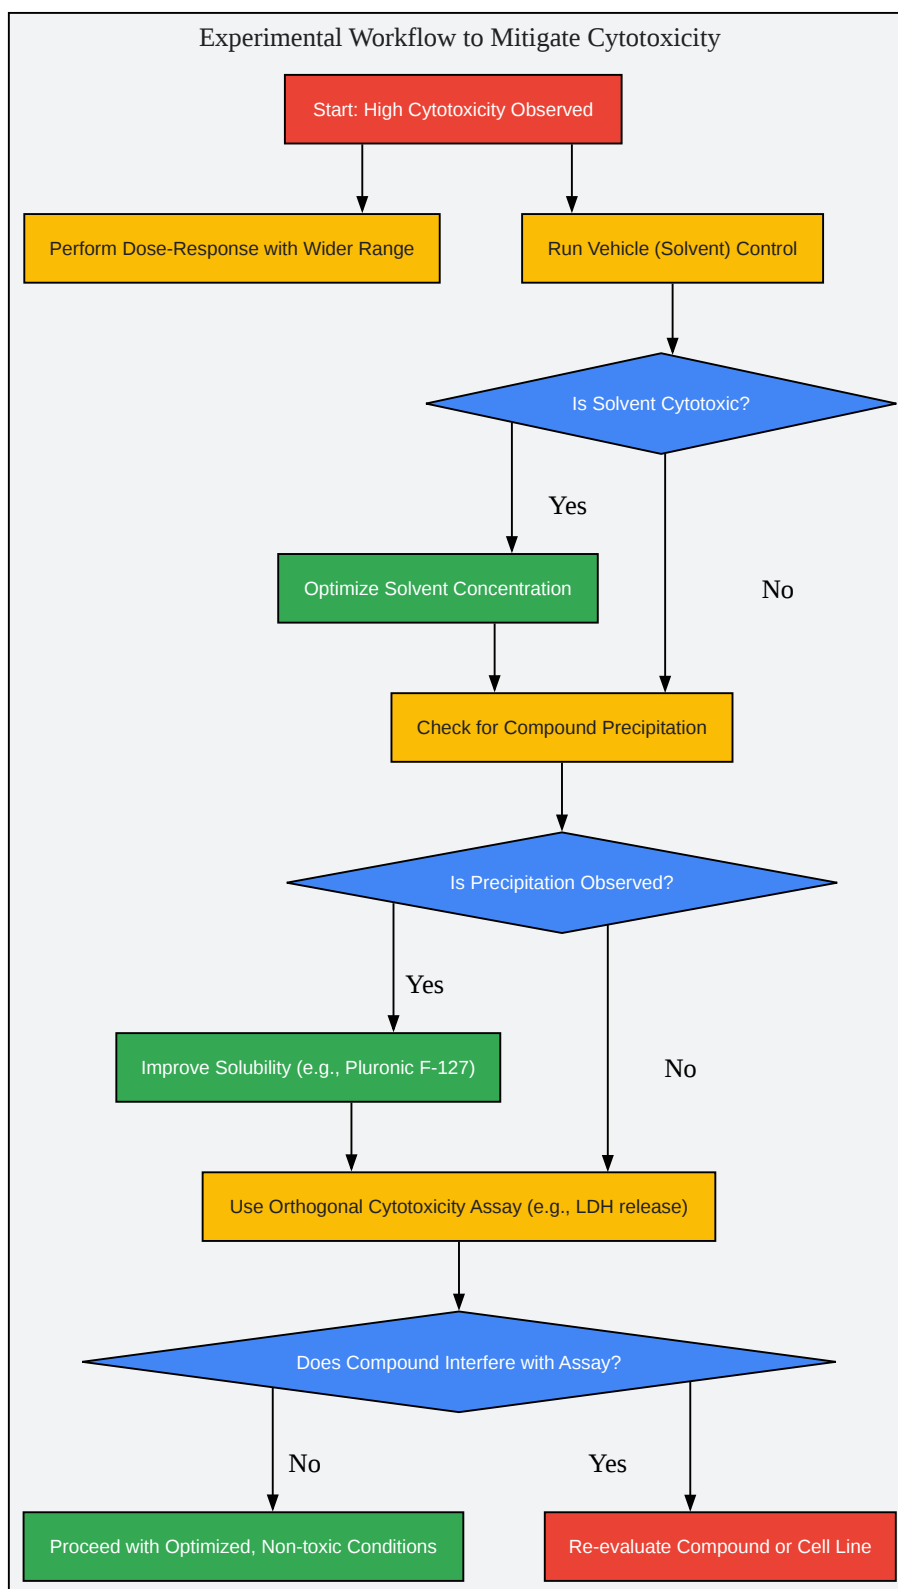 Experimental Workflow to Mitigate Cytotoxicity
Start: High Cytotoxicity Observed
Perform Dose-Response with Wider Range
Run Vehicle (Solvent) Control
Is Solvent Cytotoxic?
Yes
Optimize Solvent Concentration
No
Check for Compound Precipitation
Is Precipitation Observed?
Yes
Improve Solubility (e.g., Pluronic F-127)
No
Use Orthogonal Cytotoxicity Assay (e.g., LDH release)
Does Compound Interfere with Assay?
No
Yes
Proceed with Optimized, Non-toxic Conditions
Re-evaluate Compound or Cell Line